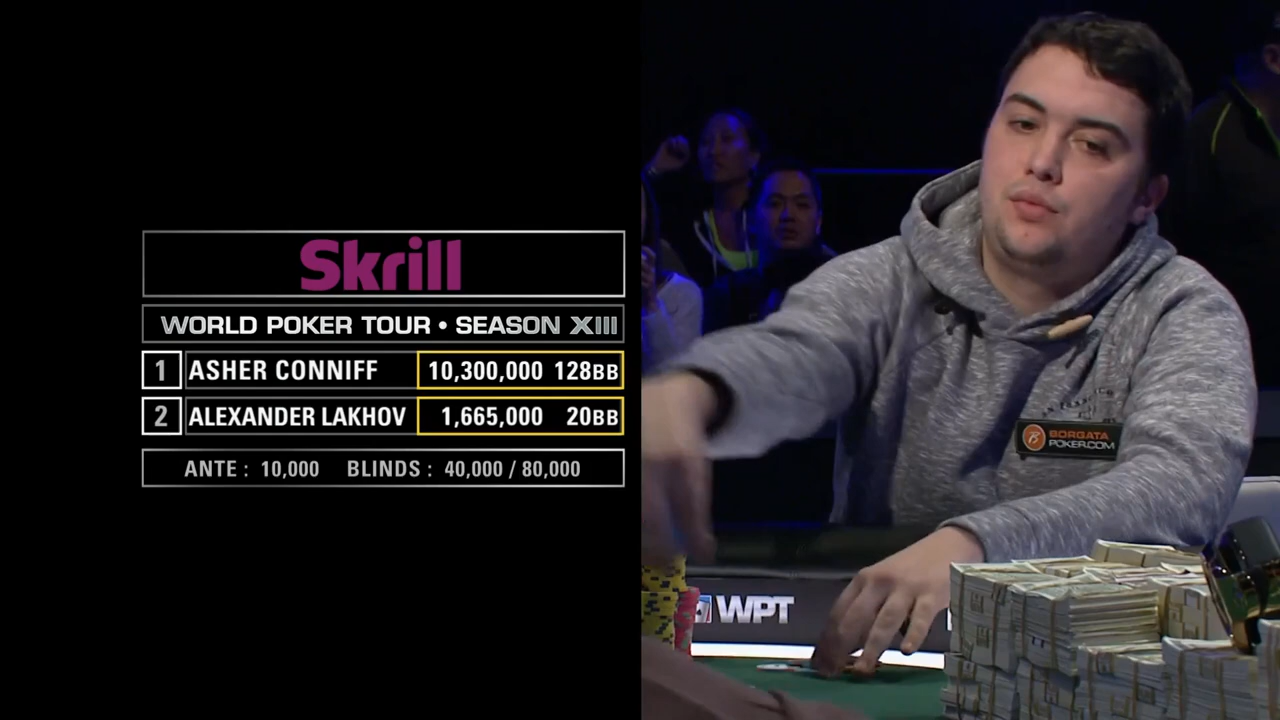 Skrill
WORLD POKER TOUR • SEASON XIII
1 ASHER CONNIFF 10,300,000 128BB
2 ALEXANDER LAKHOV 1,665,000 20BB
ANTE : 10,000 BLINDS : 40,000 / 80,000
BORGATA
POKER.COM
WPT